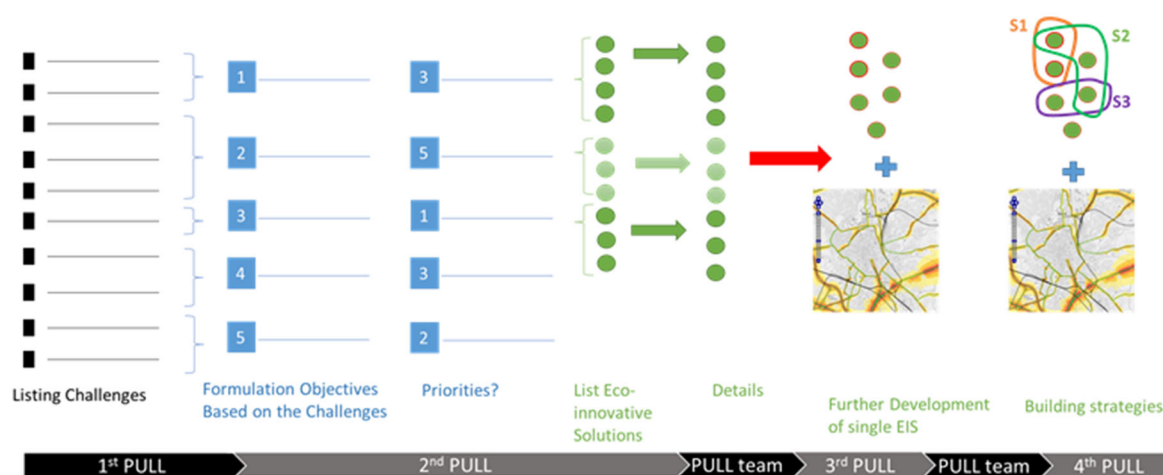 S1
S2
S3
1
3
2
5
3
1
4
3
5
2
Listing Challenges
Formulation Objectives
Based on the Challenges
Priorities?
List Eco-
innovative
Solutions
Details
Further Development
of single EIS
Building strategies
1st PULL
2nd PULL
PULL team
3rd PULL
PULL team
4th PULL